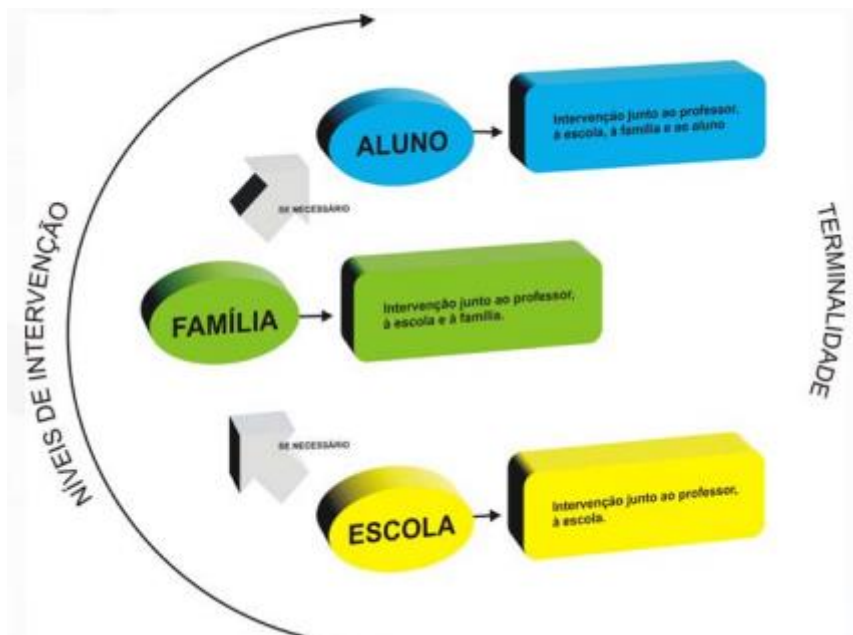 ALUNO
Intervenção junto ao professor,
à escola, à família e ao aluno
SE NECESSÁRIO
NÍVEIS DE INTERVENÇÃO
FAMÍLIA
Intervenção junto ao professor,
à escola e à família.
TERMINALIDADE
SE NECESSÁRIO
ESCOLA
Intervenção junto ao professor,
à escola.